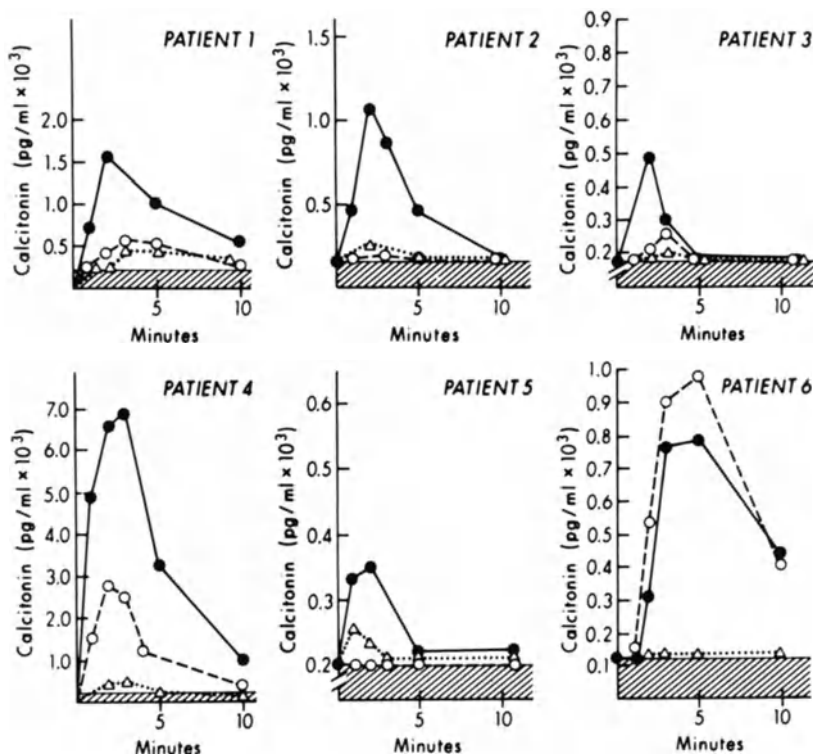 PATIENT 1
Calcitonin (pg/ml × 10³)
2.0
1.5
1.0
0.5
5
10
Minutes
PATIENT 2
Calcitonin (pg/ml × 10³)
1.5
1.0
0.5
5
10
Minutes
PATIENT 3
Calcitonin (pg/ml × 10³)
0.9
0.8
0.7
0.6
0.5
0.4
0.3
0.2
5
10
Minutes
PATIENT 4
Calcitonin (pg/ml × 10³)
7.0
6.0
5.0
4.0
3.0
2.0
1.0
5
10
Minutes
PATIENT 5
Calcitonin (pg/ml × 10³)
0.6
0.5
0.4
0.3
0.2
5
10
Minutes
PATIENT 6
Calcitonin (pg/ml × 10³)
1.0
0.9
0.8
0.7
0.6
0.5
0.4
0.3
0.2
0.1
5
10
Minutes